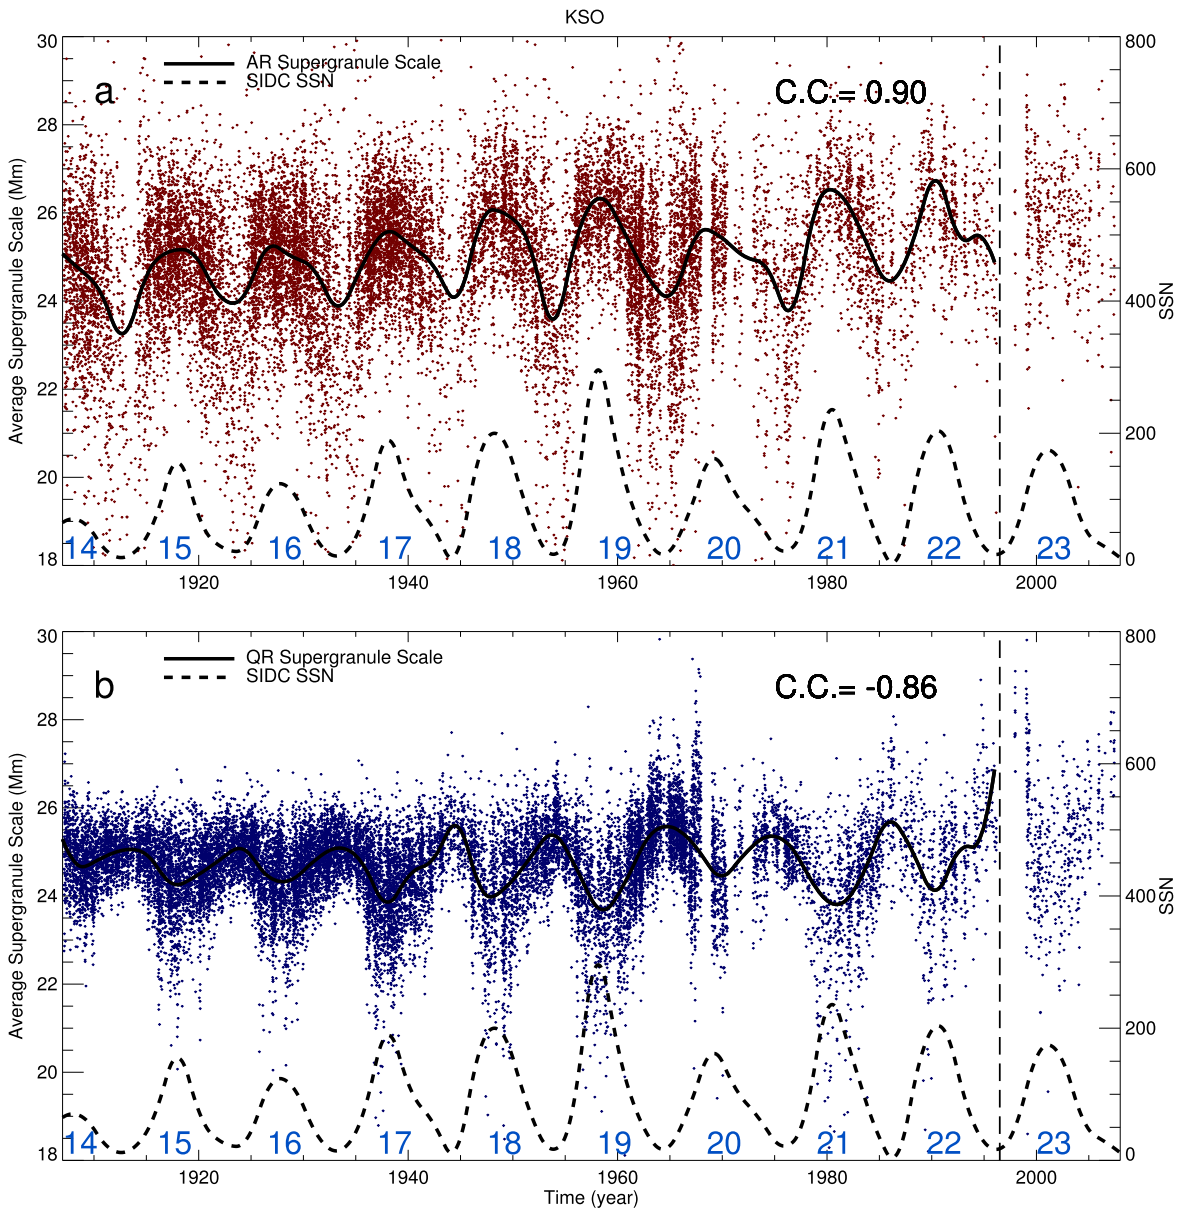 KSO
a
AR Supergranule Scale
SIDC SSN
C.C.= 0.90
Average Supergranule Scale (Mm)
30
28
26
24
22
20
18
800
600
400
200
0
SSN
14 15 16 17 18 19 20 21 22 23
1920 1940 1960 1980 2000
b
QR Supergranule Scale
SIDC SSN
C.C.= -0.86
Average Supergranule Scale (Mm)
30
28
26
24
22
20
18
800
600
400
200
0
SSN
14 15 16 17 18 19 20 21 22 23
1920 1940 1960 1980 2000
Time (year)